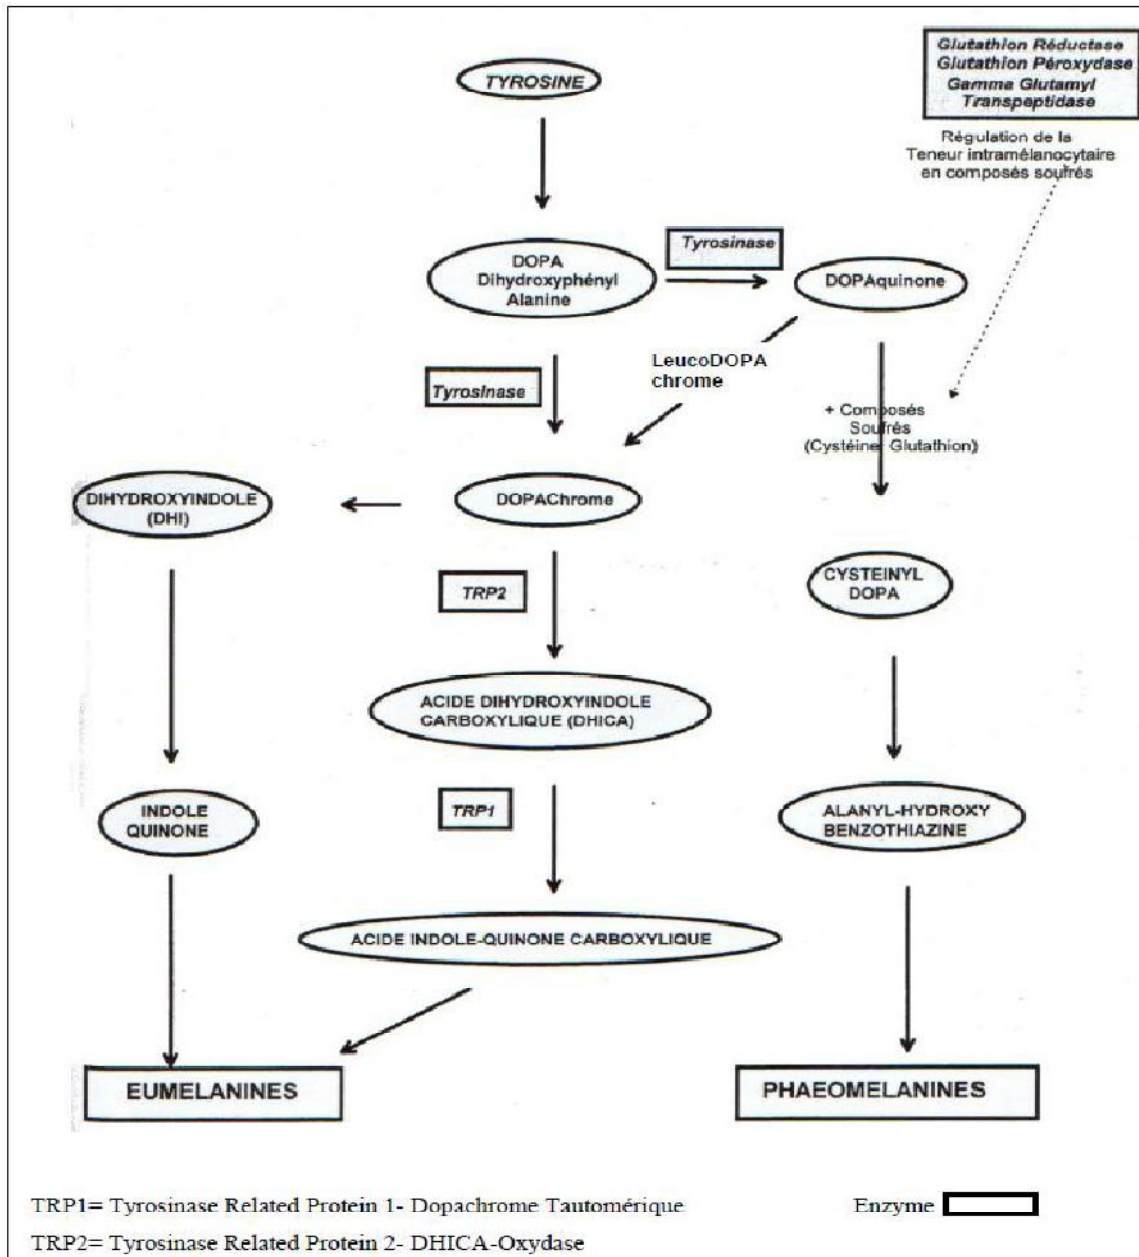 TYROSINE
Glutathion Réductase
Glutathion Péroxydase
Gamma Glutamyl
Transpeptidase
Régulation de la
Teneur intramélanocytaire
en composés soufrés
DOPA
Dihydroxyphényl
Alanine
Tyrosinase
DOPAquinone
LeucoDOPA
chrome
Tyrosinase
+ Composés
Soufrés
(Cystéine, Glutathion)
DIHYDROXYINDOLE
(DHI)
DOPAChrome
TRP2
CYSTEINYL
DOPA
ACIDE DIHYDROXYINDOLE
CARBOXYLIQUE (DHICA)
INDOLE
QUINONE
TRP1
ALANYL-HYDROXY
BENZOTHIAZINE
ACIDE INDOLE-QUINONE CARBOXYLIQUE
EUMELANINES
PHAEOMELANINES
TRP1= Tyrosinase Related Protein 1- Dopachrome Tautomérique
Enzyme
TRP2= Tyrosinase Related Protein 2- DHICA-Oxydase